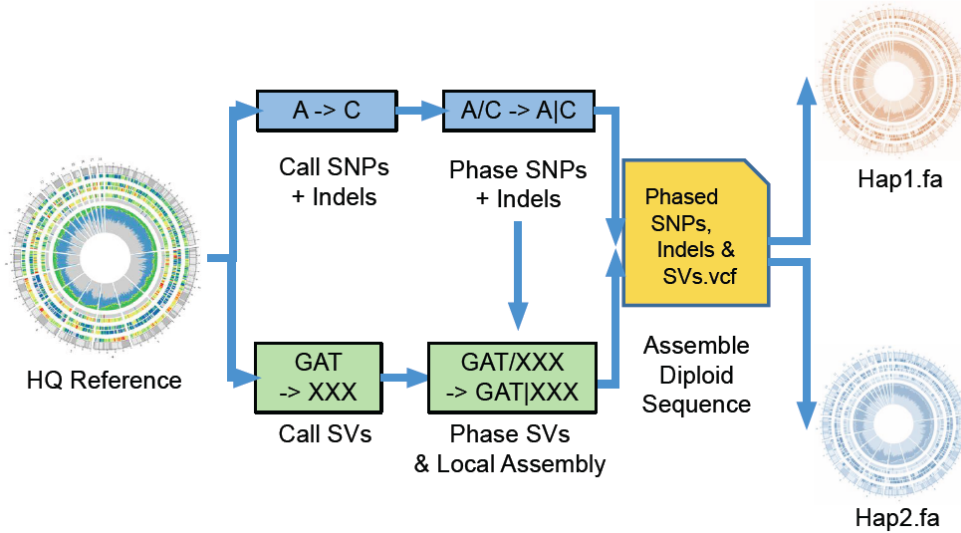 A -> C
A/C -> A|C
Call SNPs
+ Indels
Phase SNPs
+ Indels
HQ Reference
GAT
-> XXX
Call SVs
GAT/XXX
-> GAT|XXX
Phase SVs
& Local Assembly
Phased
SNPs,
Indels &
SVs.vcf
Assemble
Diploid
Sequence
Hap1.fa
Hap2.fa